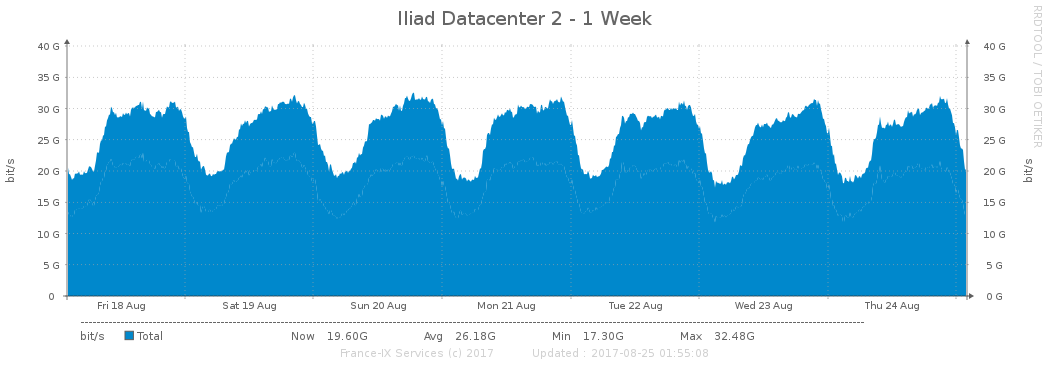 Iliad Datacenter 2 - 1 Week
RRDTOOL / TOBI OETIKER
bit/s
40 G 40 G
35 G 35 G
30 G 30 G
25 G 25 G
20 G 20 G
15 G 15 G
10 G 10 G
5 G 5 G
0 0 G
bit/s
Fri 18 Aug Sat 19 Aug Sun 20 Aug Mon 21 Aug Tue 22 Aug Wed 23 Aug Thu 24 Aug
bit/s Total Now 19.60G Avg 26.18G Min 17.30G Max 32.48G
France-IX Services (c) 2017 Updated : 2017-08-25 01:55:08